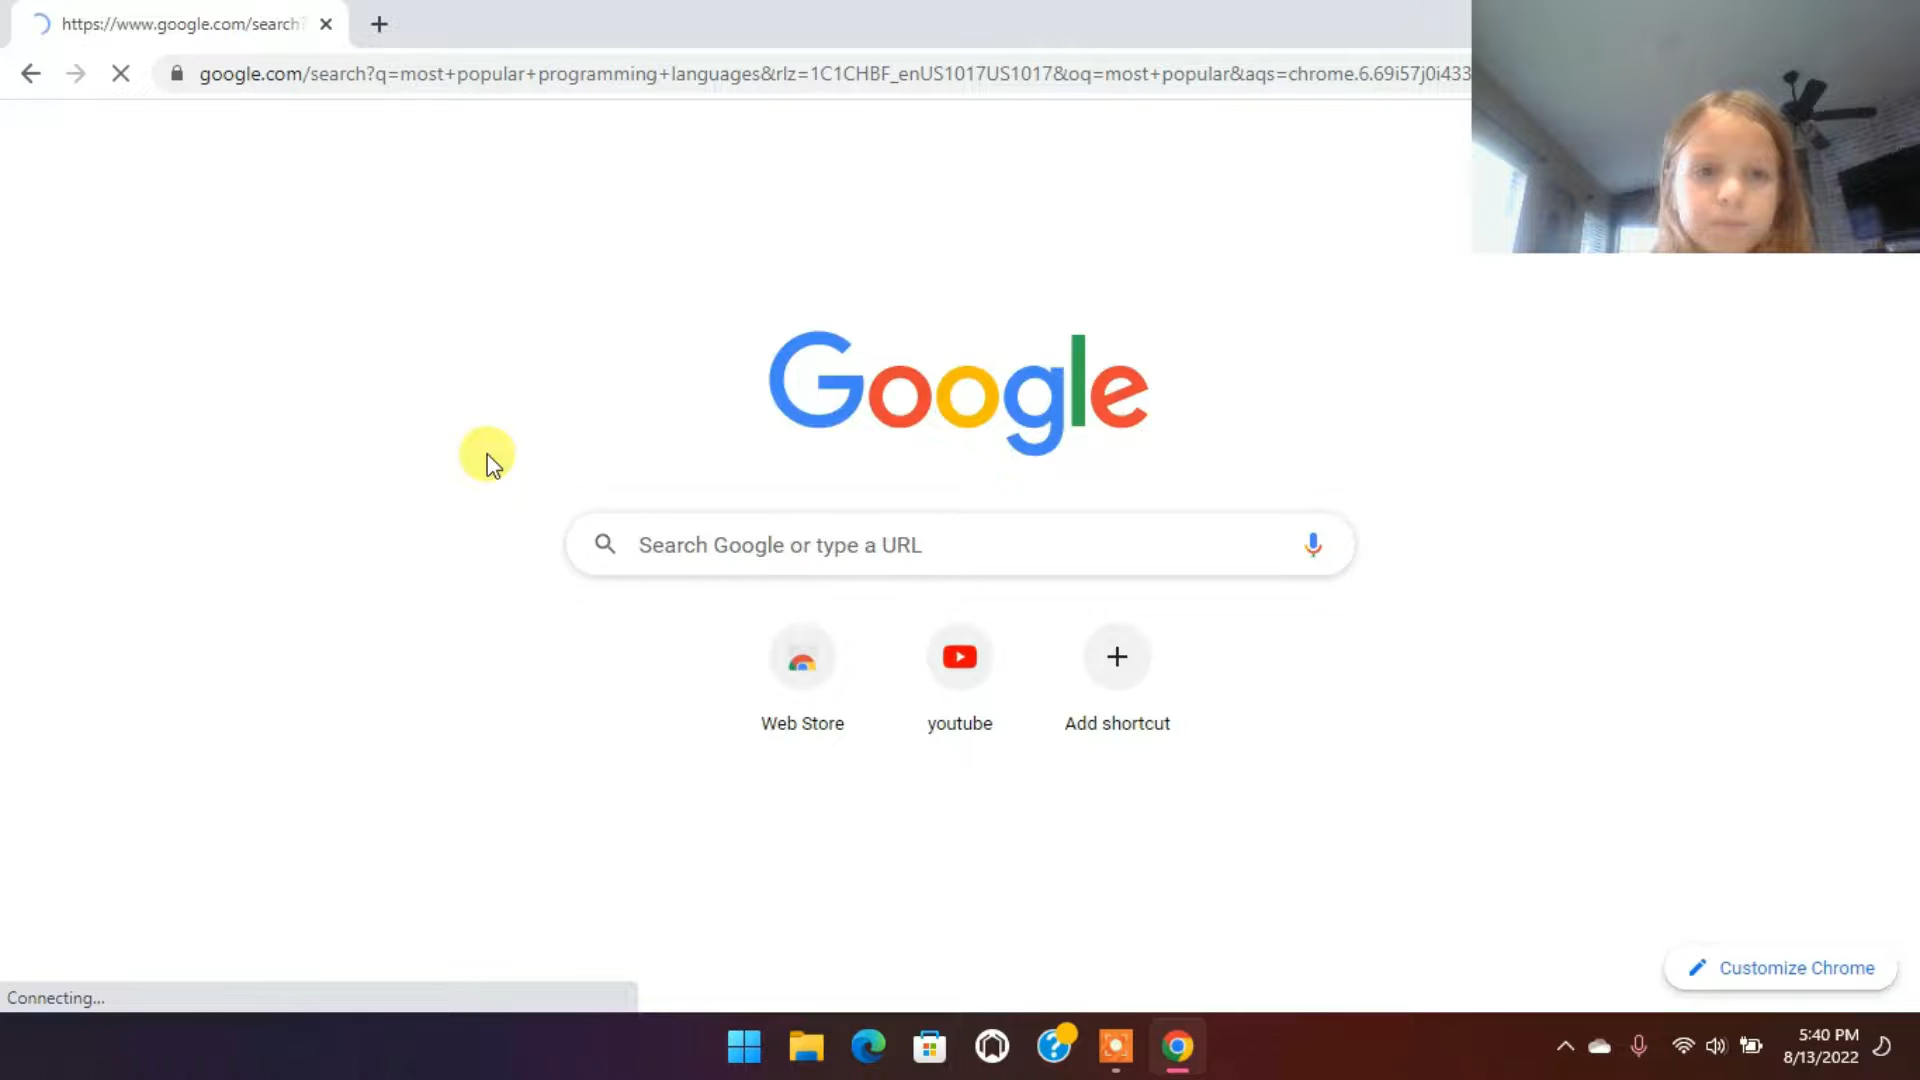 https://www.google.com/search?
google.com/search?q=most+popular+programming+languages&rlz=1C1CHBF_enUS1017US1017&oq=most+popular&aqs=chrome.6.69i57j0i433
Google
Search Google or type a URL
Web Store
youtube
Add shortcut
Customize Chrome
Connecting...
5:40 PM
8/13/2022